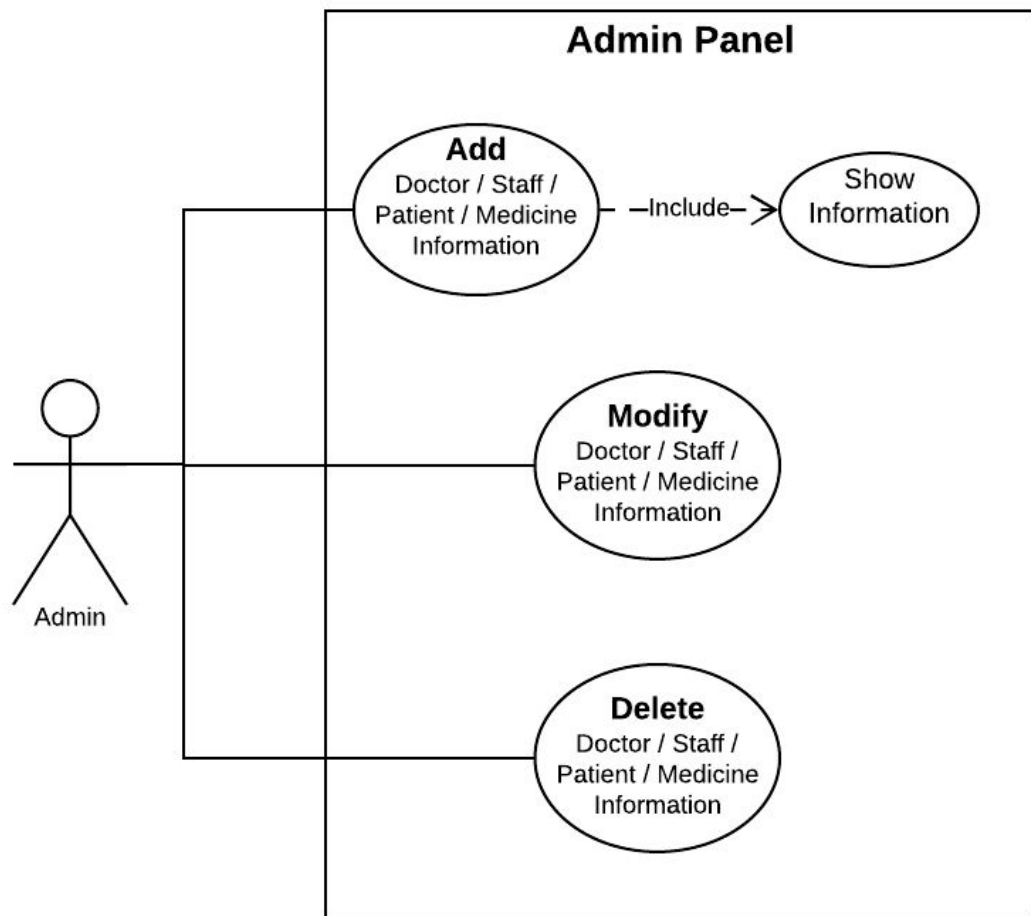 Admin Panel
Add
Doctor / Staff /
Patient / Medicine
Information
Include
Show
Information
Modify
Doctor / Staff /
Patient / Medicine
Information
Admin
Delete
Doctor / Staff /
Patient / Medicine
Information